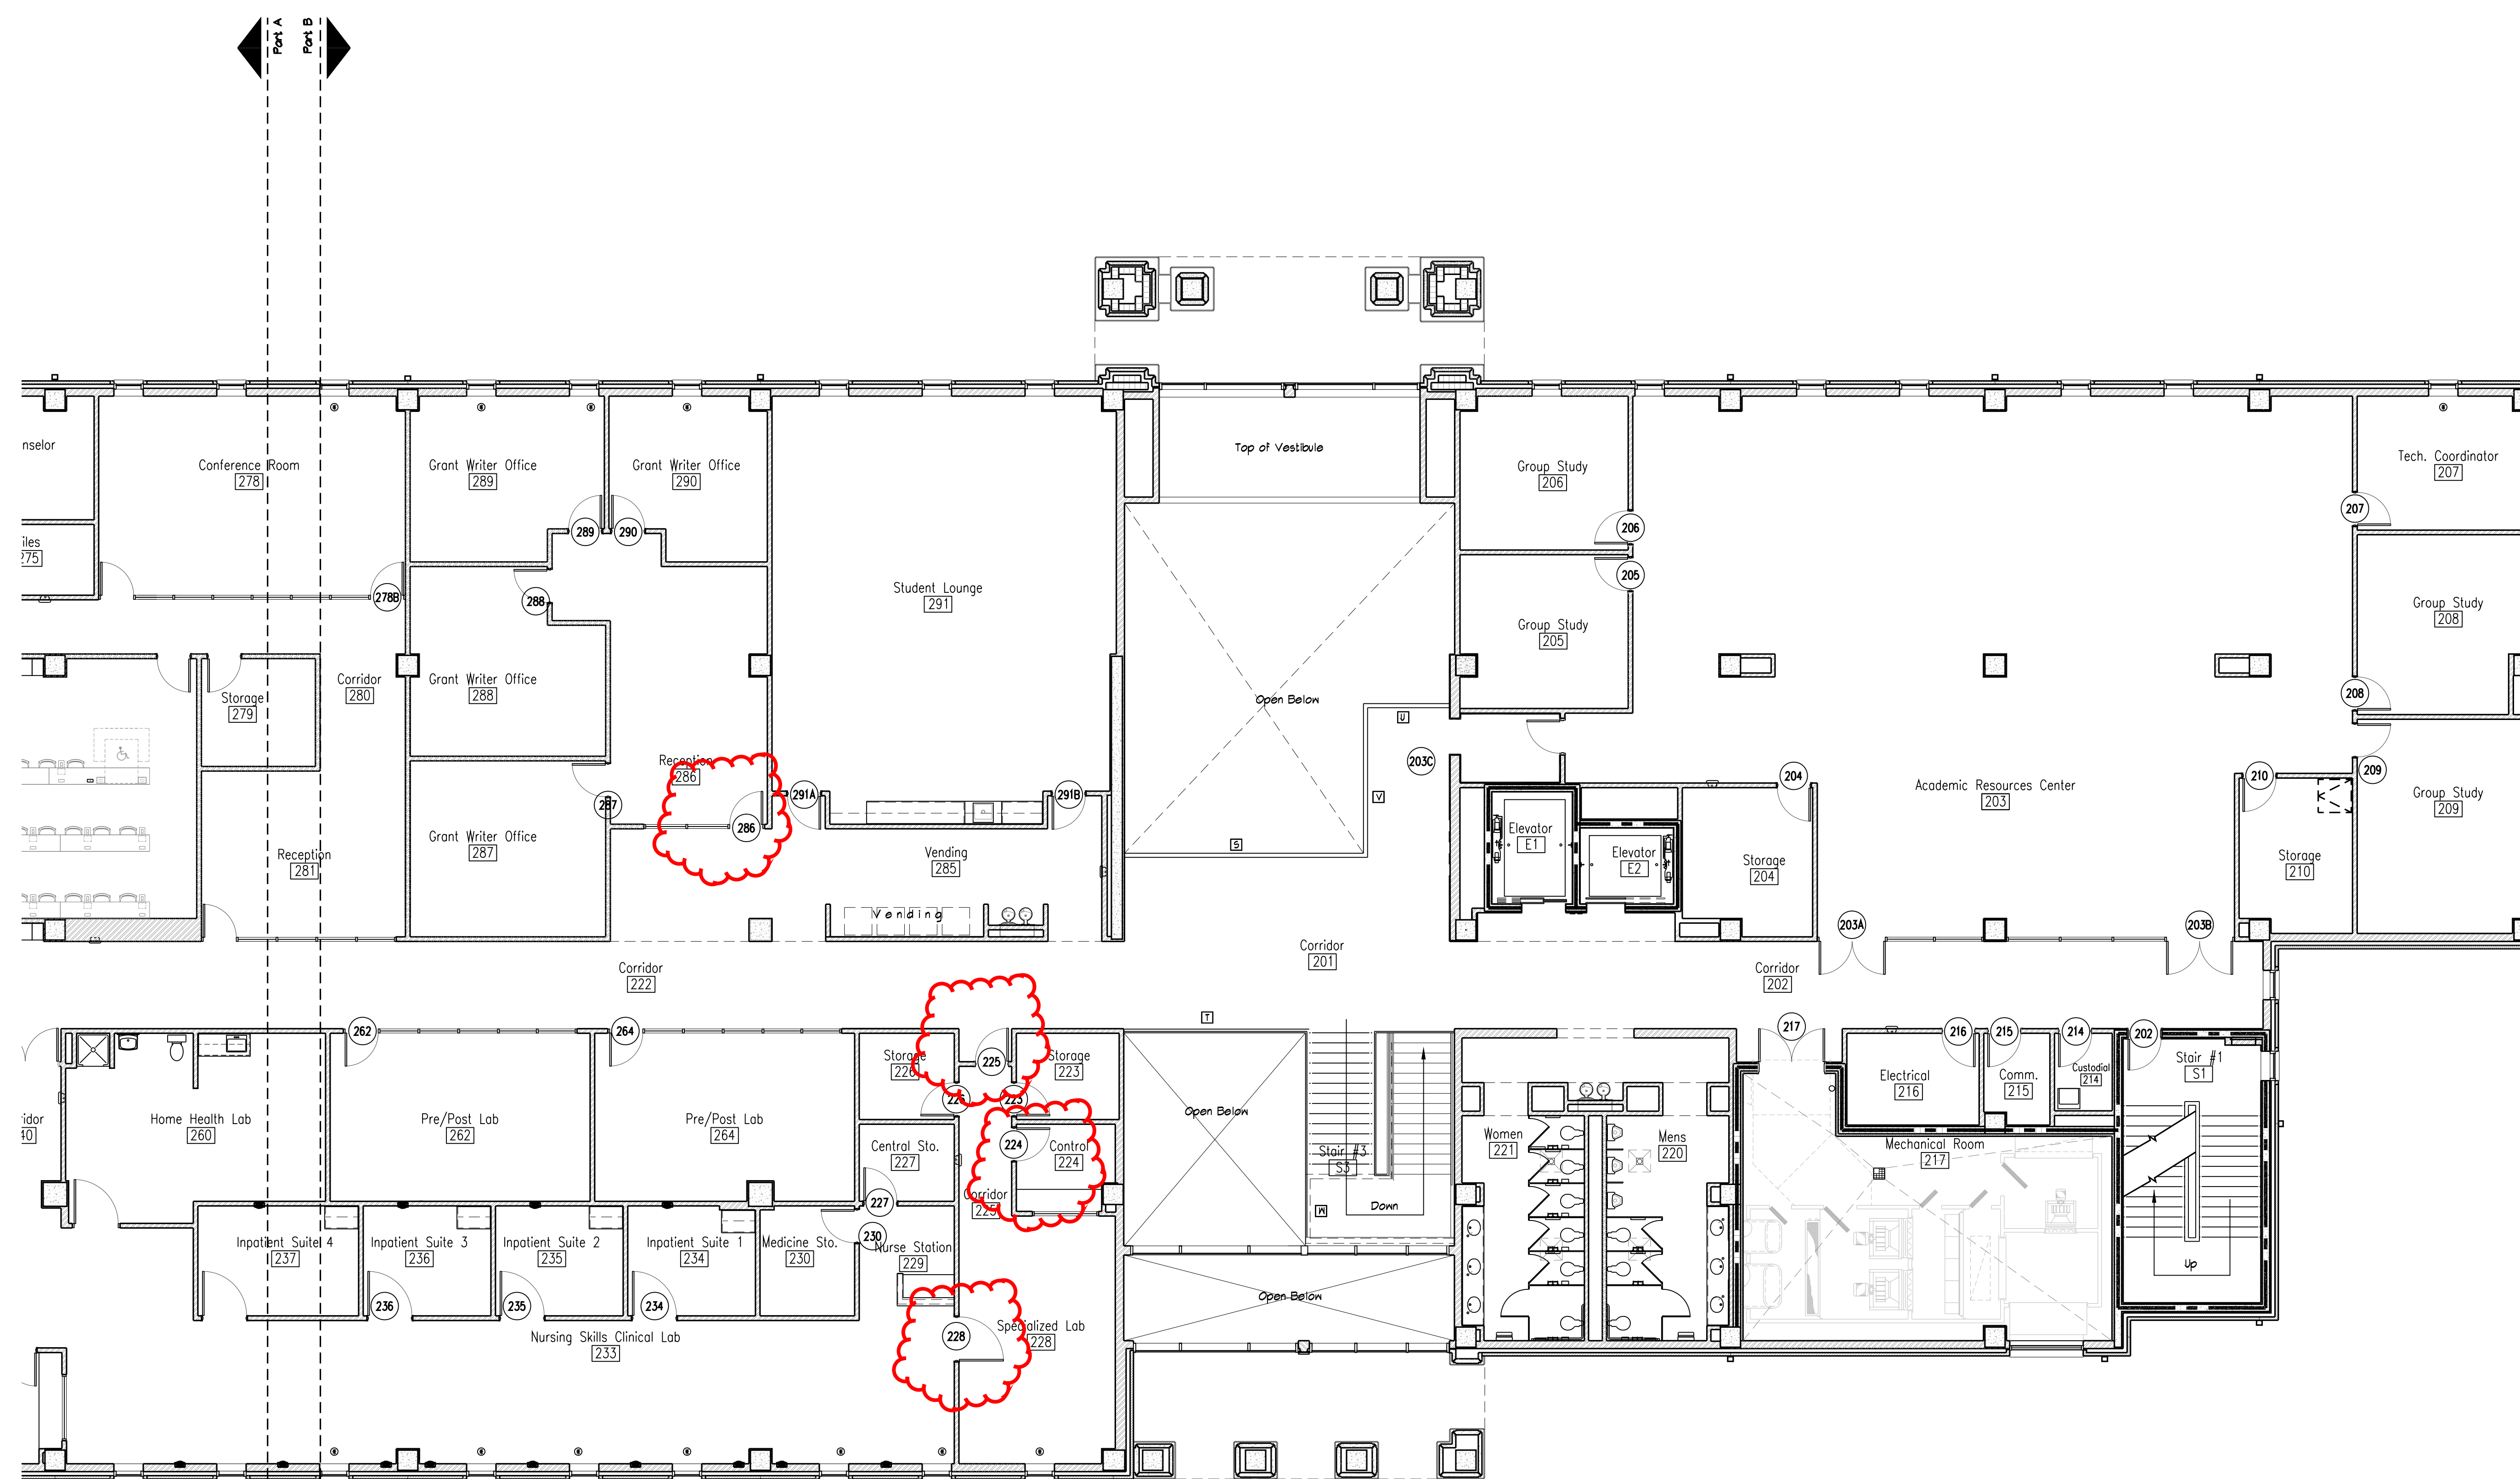 Part A
Part B
Top of Vestibule
nselor
Conference Room
278
Grant Writer Office
289
Grant Writer Office
290
Group Study
206
Tech. Coordinator
207
207
289
290
206
iles
275
278B
288
Student Lounge
291
205
Group Study
205
Group Study
208
Storage
279
Corridor
280
Grant Writer Office
288
Open Below
U
208
Reception
286
203C
204
210
209
287
291A
291B
V
Academic Resources Center
203
Group Study
209
286
Grant Writer Office
287
S
Elevator
E1
Elevator
E2
Reception
281
Vending
285
Storage
204
Storage
210
Vending
203A
203B
Corridor
201
Corridor
222
Corridor
202
T
262
264
225
217
216
215
214
202
Storage
226
Storage
223
Stair #1
S1
Electrical
216
Comm.
215
Custodial
214
226
223
ridor
40
Home Health Lab
260
Pre/Post Lab
262
Pre/Post Lab
264
Open Below
Women
221
Mens
220
Mechanical Room
217
Central Sto.
227
224
Control
224
Stair #3
S3
227
Corridor
225
W
Down
230
Inpatient Suite 4
237
Inpatient Suite 3
236
Inpatient Suite 2
235
Inpatient Suite 1
234
Medicine Sto.
230
Nurse Station
229
Up
Open Below
236
235
234
228
Specialized Lab
228
Nursing Skills Clinical Lab
233